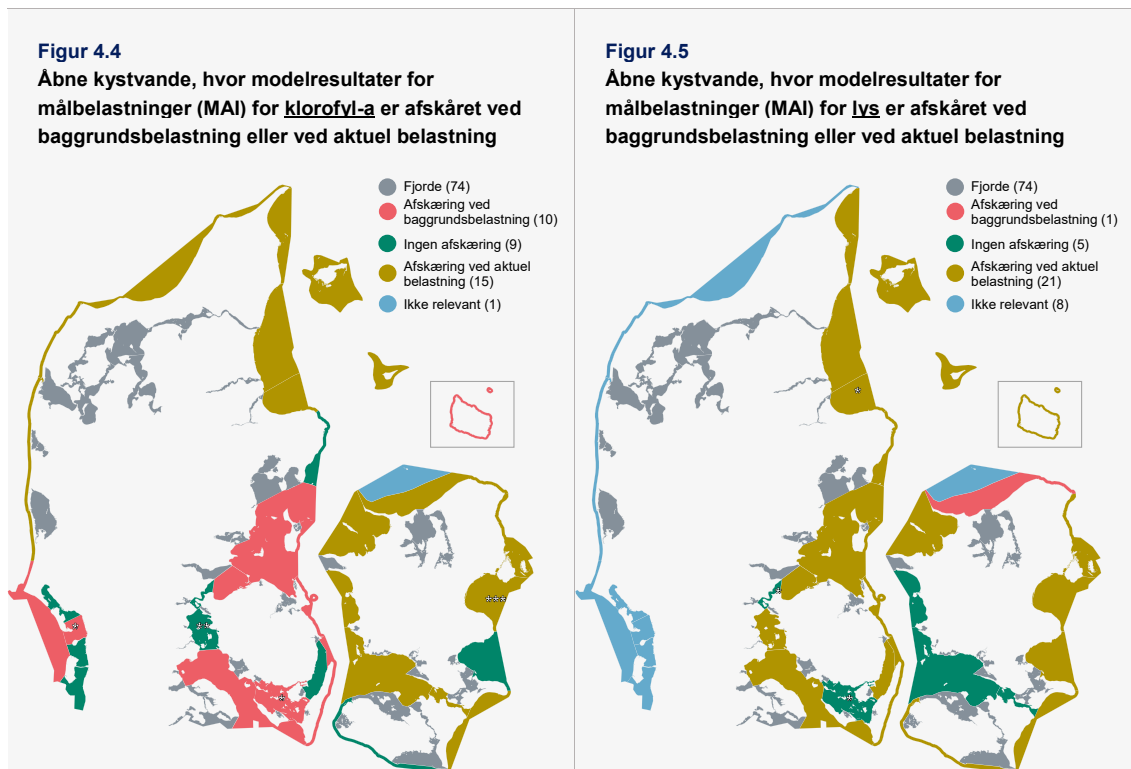 Figur 4.4
Åbne kystvande, hvor modelresultater for
målbelastninger (MAI) for klorofyl-a er afskåret ved
baggrundsbelastning eller ved aktuel belastning
Fjorde (74)
Afskæring ved
baggrundsbelastning (10)
Ingen afskæring (9)
Afskæring ved aktuel
belastning (15)
Ikke relevant (1)
Figur 4.5
Åbne kystvande, hvor modelresultater for
målbelastninger (MAI) for lys er afskåret ved
baggrundsbelastning eller ved aktuel belastning
Fjorde (74)
Afskæring ved
baggrundsbelastning (1)
Ingen afskæring (5)
Afskæring ved aktuel
belastning (21)
Ikke relevant (8)